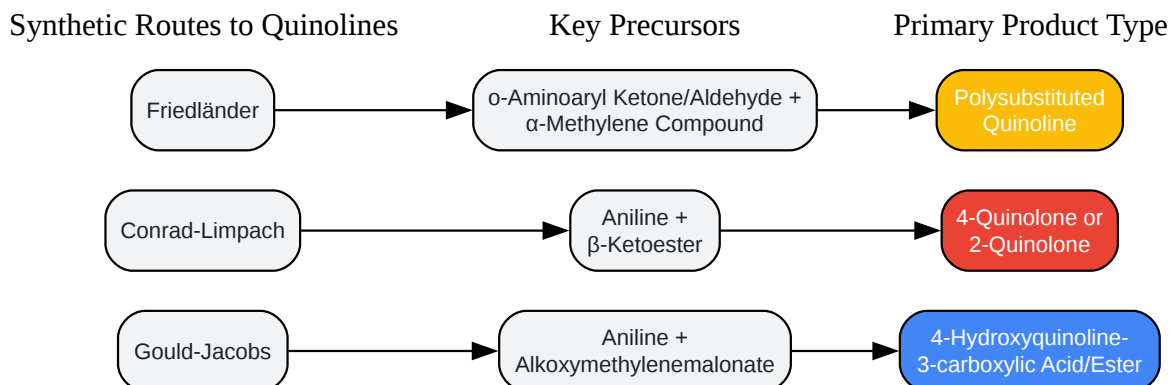 Synthetic Routes to Quinolines
Key Precursors
Primary Product Type
Friedländer
o-Aminoaryl Ketone/Aldehyde +
α-Methylene Compound
Polysubstituted
Quinoline
Conrad-Limpach
Aniline +
β-Ketoester
4-Quinolone or
2-Quinolone
Gould-Jacobs
Aniline +
Alkoxymethylenemalonate
4-Hydroxyquinoline-
3-carboxylic Acid/Ester